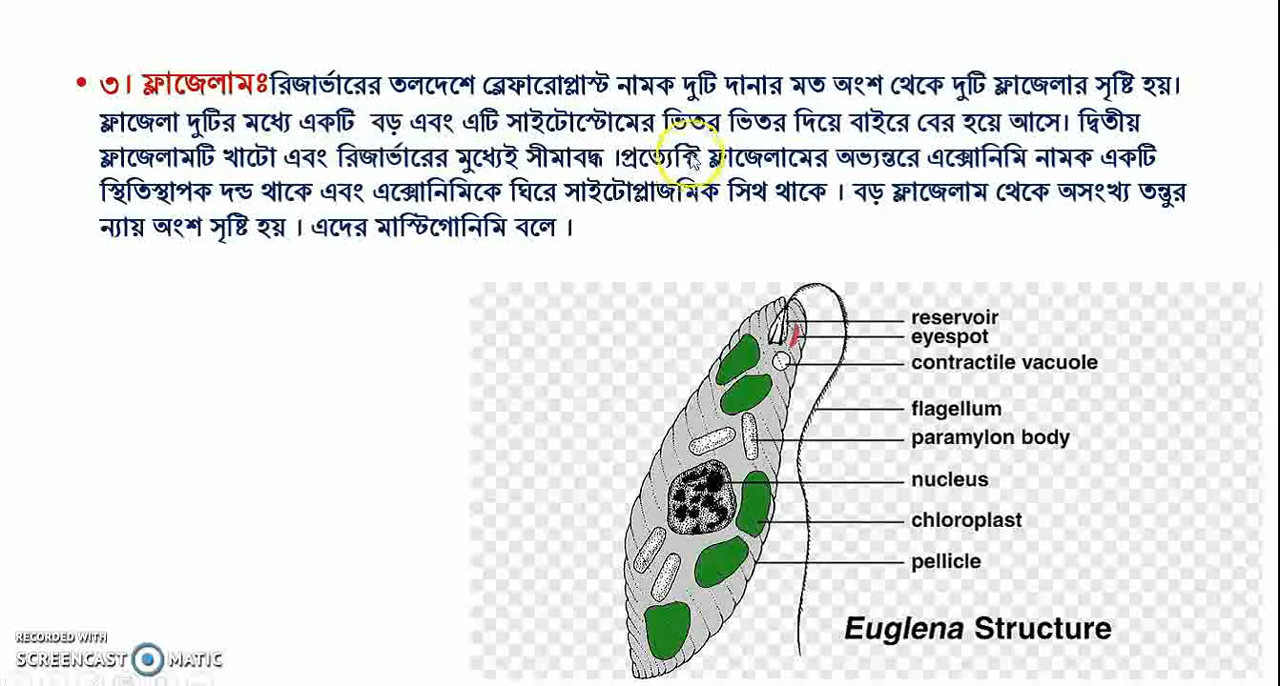 • ৩। ফ্লাজেলামঃরিজার্ভারের তলদেশে ব্লেফারোপ্লাস্ট নামক দুটি দানার মত অংশ থেকে দুটি ফ্লাজেলার সৃষ্টি হয়।
ফ্লাজেলা দুটির মধ্যে একটি বড় এবং এটি সাইটোস্টোমের ভিতর ভিতর দিয়ে বাইরে বের হয়ে আসে। দ্বিতীয়
ফ্লাজেলামটি খাটো এবং রিজার্ভারের মুধ্যেই সীমাবদ্ধ ।প্রত্যেকটি ফ্লাজেলামের অভ্যন্তরে এক্সোনিমি নামক একটি
স্থিতিস্থাপক দন্ড থাকে এবং এক্সোনিমিকে ঘিরে সাইটোপ্লাজমিক সিথ থাকে । বড় ফ্লাজেলাম থেকে অসংখ্য তন্তুর
ন্যায় অংশ সৃষ্টি হয় । এদের মাস্টিগোনিমি বলে ।
reservoir
eyespot
contractile vacuole
flagellum
paramylon body
nucleus
chloroplast
pellicle
Euglena Structure
RECORDED WITH
SCREENCAST MATIC